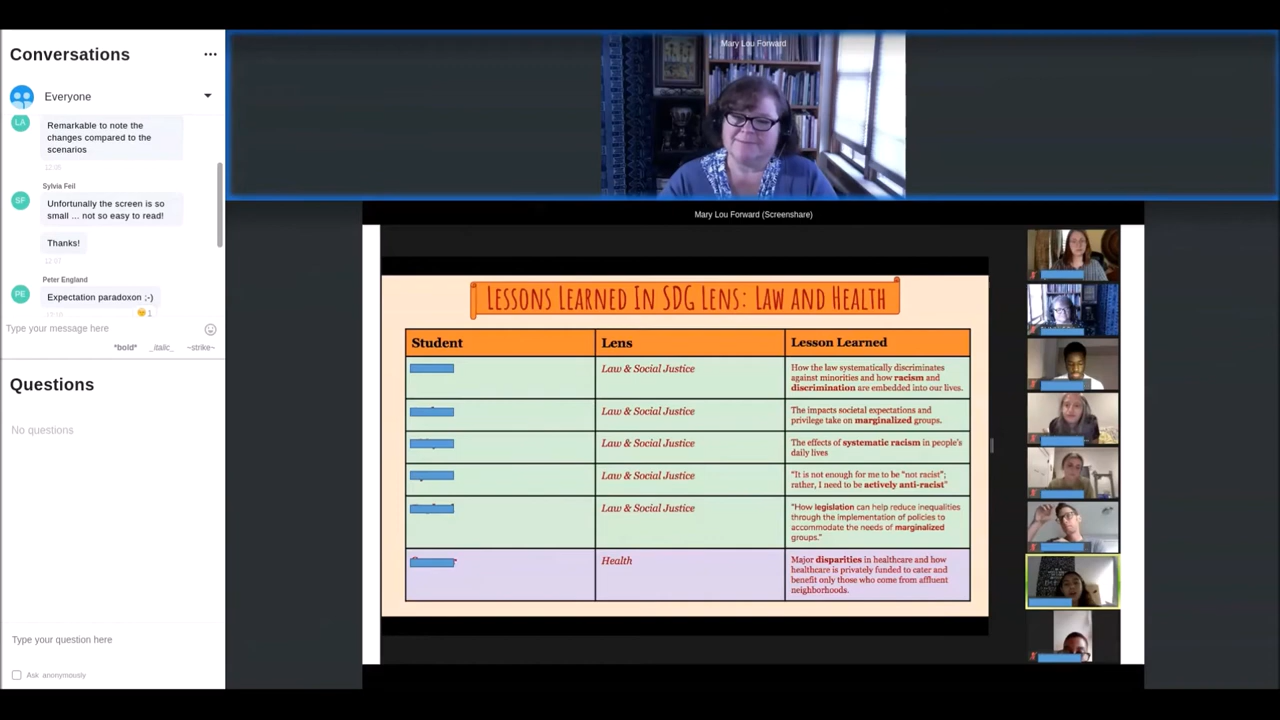 Conversations
Everyone
LA
Remarkable to note the
changes compared to the
scenarios
12:05
Sylvia Feil
SF
Unfortunally the screen is so
small ... not so easy to read!
Thanks!
12:07
Peter England
PE
Expectation paradoxon ;-)
1
Type your message here
*bold* _italic_ ~strike~
Questions
No questions
Type your question here
Ask anonymously
Mary Lou Forward
Mary Lou Forward (Screenshare)
Lessons Learned In SDG Lens: Law and Health
Student Lens Lesson Learned
Law & Social Justice
How the law systematically discriminates
against minorities and how racism and
discrimination are embedded into our lives.
Law & Social Justice
The impacts societal expectations and
privilege take on marginalized groups.
Law & Social Justice
The effects of systematic racism in people's
daily lives
Law & Social Justice
"It is not enough for me to be "not racist";
rather, I need to be actively anti-racist"
Law & Social Justice
"How legislation can help reduce inequalities
through the implementation of policies to
accommodate the needs of marginalized
groups."
Health
Major disparities in healthcare and how
healthcare is privately funded to cater and
benefit only those who come from affluent
neighborhoods.